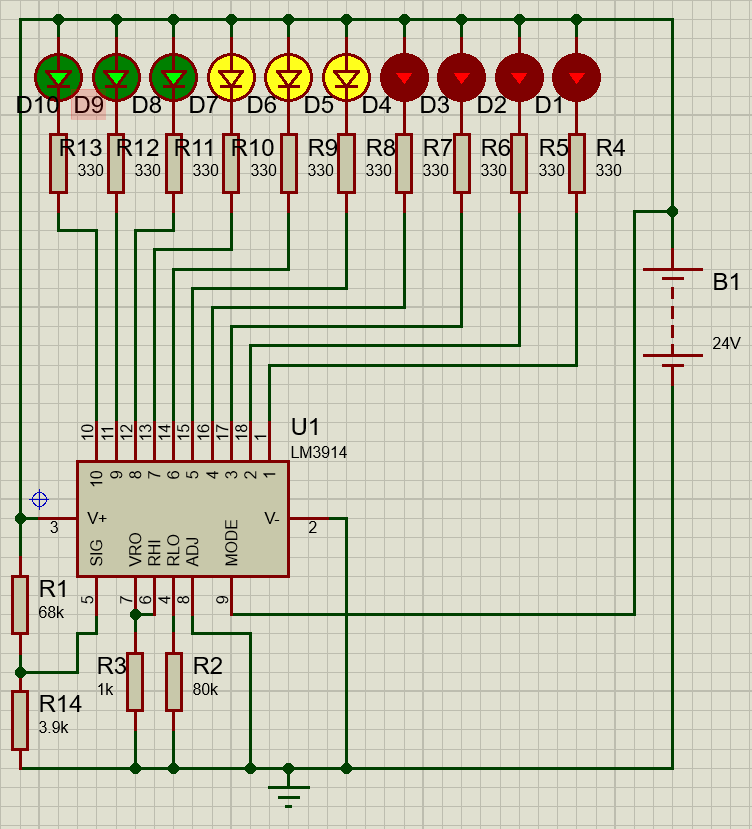 D10 D9 D8 D7 D6 D5 D4 D3 D2 D1
R13 R12 R11 R10 R9 R8 R7 R6 R5 R4
330 330 330 330 330 330 330 330 330 330
B1
24V
10 11 12 13 14 15 16 17 18 1
U1
LM3914
10 9 8 7 6 5 4 3 2 1
V+ V-
3 2
SIG VRO RHI RLO ADJ MODE
5 7 6 4 8 9
R1
68k
R3 R2
1k 80k
R14
3.9k